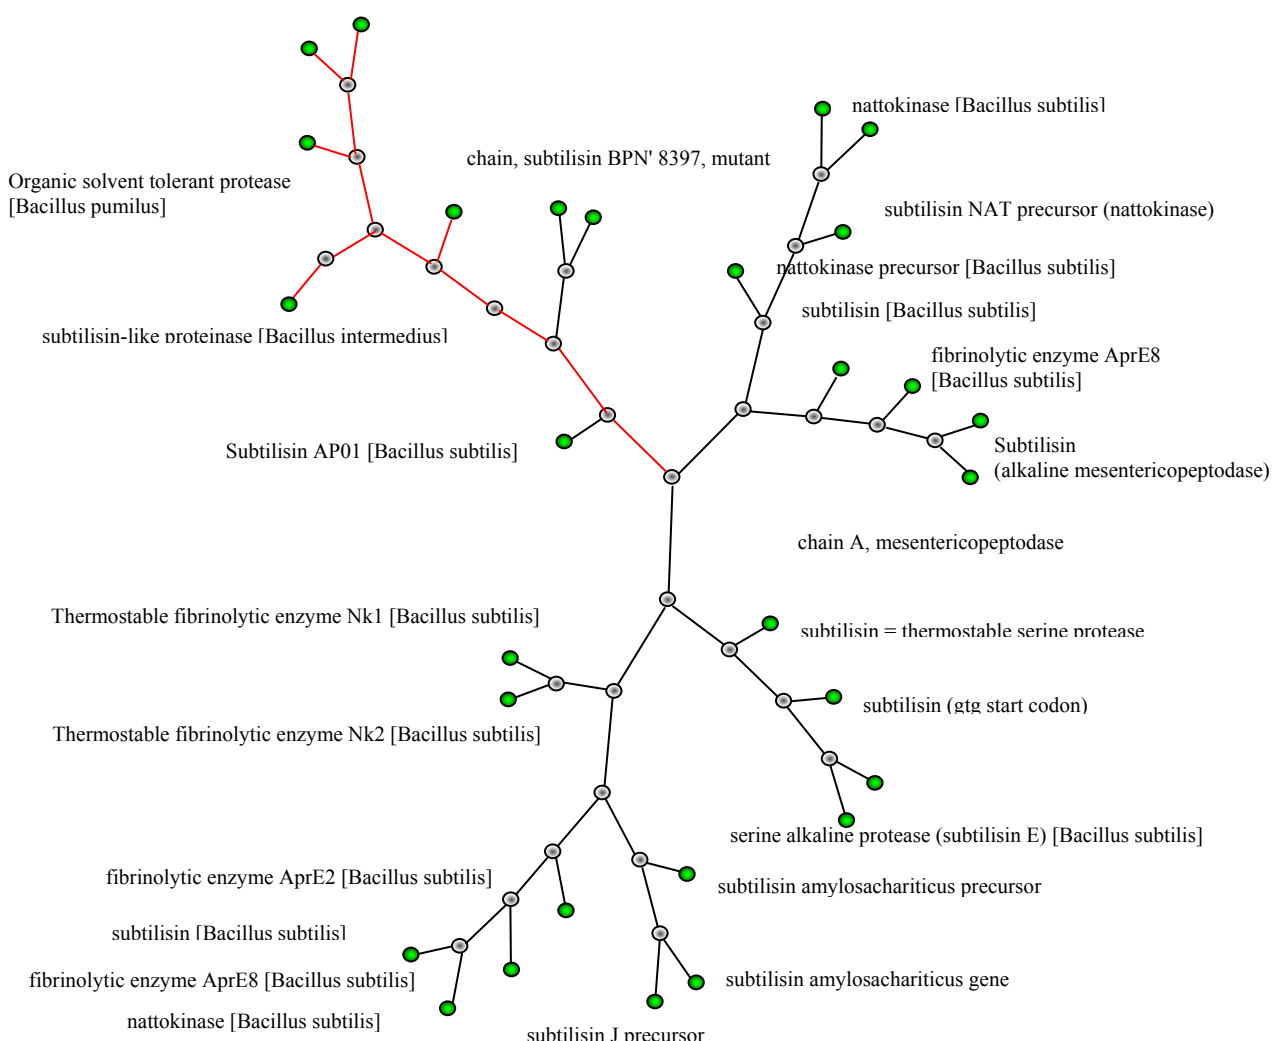 nattokinase [Bacillus subtilis]
chain, subtilisin BPN' 8397, mutant
Organic solvent tolerant protease
[Bacillus pumilus]
subtilisin NAT precursor (nattokinase)
nattokinase precursor [Bacillus subtilis]
subtilisin [Bacillus subtilis]
subtilisin-like proteinase [Bacillus intermedius]
fibrinolytic enzyme AprE8
[Bacillus subtilis]
Subtilisin AP01 [Bacillus subtilis]
Subtilisin
(alkaline mesentericopeptodase)
chain A, mesentericopeptodase
Thermostable fibrinolytic enzyme Nk1 [Bacillus subtilis]
subtilisin = thermostable serine protease
subtilisin (gtg start codon)
Thermostable fibrinolytic enzyme Nk2 [Bacillus subtilis]
serine alkaline protease (subtilisin E) [Bacillus subtilis]
fibrinolytic enzyme AprE2 [Bacillus subtilis]
subtilisin amylosachariticus precursor
subtilisin [Bacillus subtilis]
fibrinolytic enzyme AprE8 [Bacillus subtilis]
subtilisin amylosachariticus gene
nattokinase [Bacillus subtilis]
subtilisin J precursor